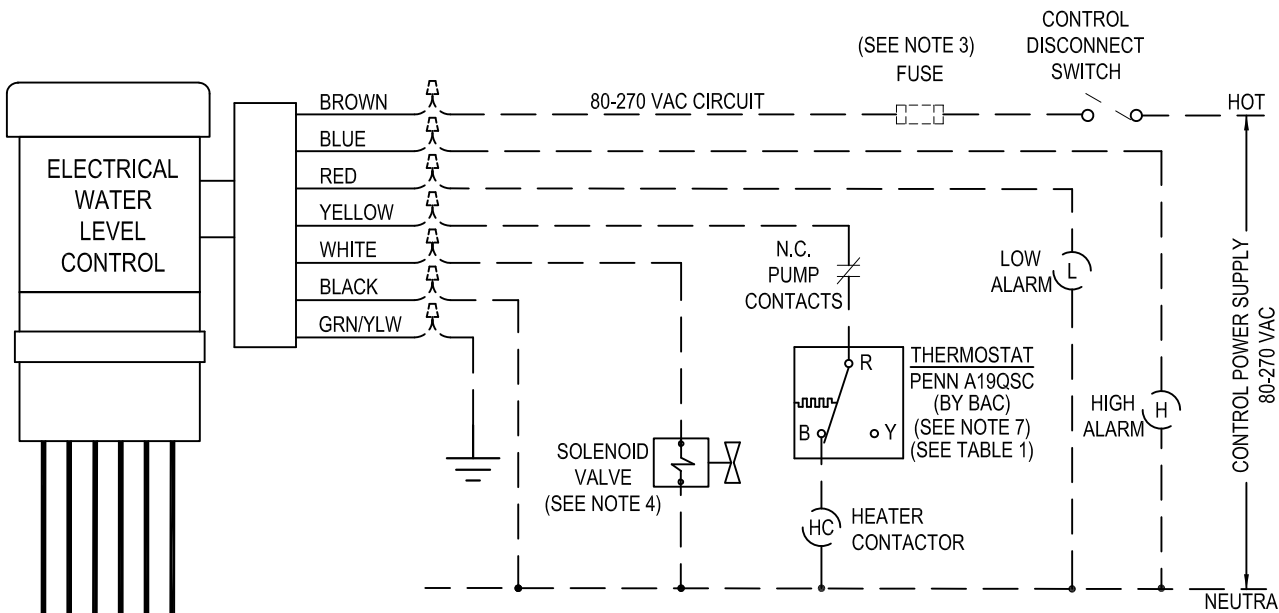 CONTROL
DISCONNECT
SWITCH
(SEE NOTE 3)
FUSE
BROWN
80-270 VAC CIRCUIT
HOT
BLUE
RED
YELLOW
WHITE
BLACK
GRN/YLW
ELECTRICAL
WATER
LEVEL
CONTROL
N.C.
PUMP
CONTACTS
LOW
ALARM
L
THERMOSTAT
PENN A19QSC
(BY BAC)
(SEE NOTE 7)
(SEE TABLE 1)
R
B
Y
HIGH
ALARM
H
CONTROL POWER SUPPLY
80-270 VAC
SOLENOID
VALVE
(SEE NOTE 4)
HC
HEATER
CONTACTOR
NEUTRA